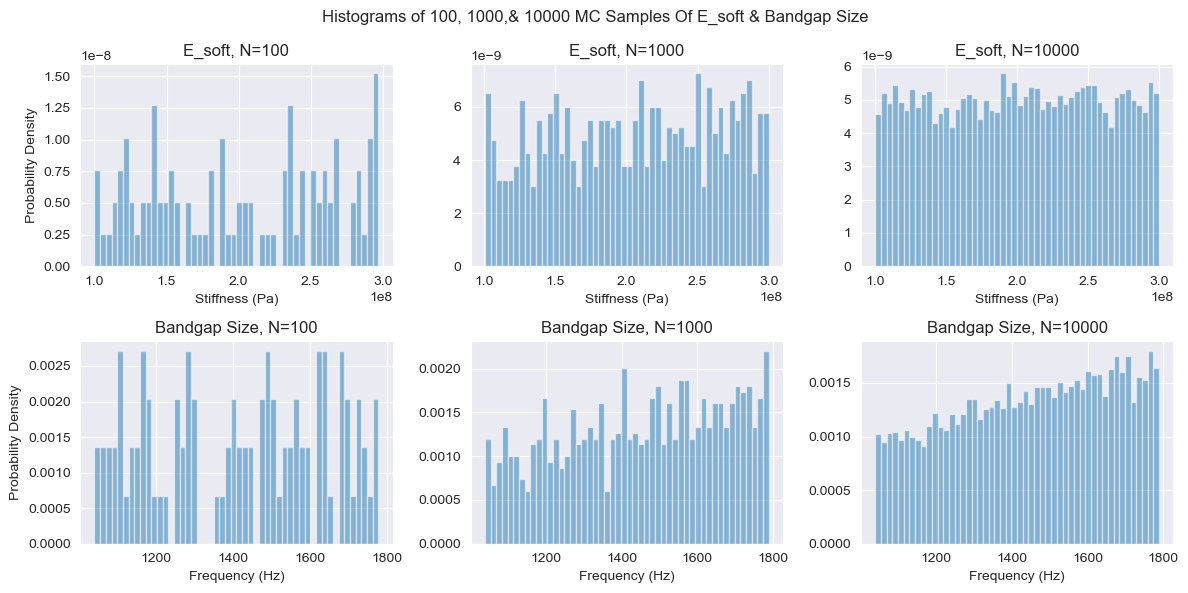 Histograms of 100, 1000,& 10000 MC Samples Of E_soft & Bandgap Size
E_soft, N=100
1e−8
1.50
1.25
1.00
0.75
0.50
0.25
0.00
Probability Density
1.0 1.5 2.0 2.5 3.0
1e8
Stiffness (Pa)
E_soft, N=1000
1e−9
6
4
2
0
1.0 1.5 2.0 2.5 3.0
1e8
Stiffness (Pa)
E_soft, N=10000
1e−9
6
5
4
3
2
1
0
1.0 1.5 2.0 2.5 3.0
1e8
Stiffness (Pa)
Bandgap Size, N=100
0.0025
0.0020
0.0015
0.0010
0.0005
0.0000
Probability Density
1200 1400 1600 1800
Frequency (Hz)
Bandgap Size, N=1000
0.0020
0.0015
0.0010
0.0005
0.0000
1200 1400 1600 1800
Frequency (Hz)
Bandgap Size, N=10000
0.0015
0.0010
0.0005
0.0000
1200 1400 1600 1800
Frequency (Hz)